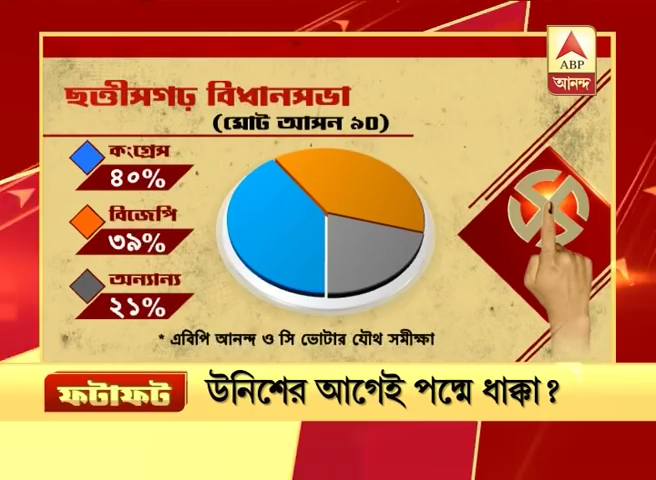 ABP
আনন্দ
ছত্তীসগঢ় বিধানসভা
(মোট আসন ৯০)
কংগ্রেস
৪০%
বিজেপি
৩৯%
অন্যান্য
২১%
* এবিপি আনন্দ ও সি ভোটার যৌথ সমীক্ষা
ফটাফট
উনিশের আগেই পদ্মে ধাক্কা?